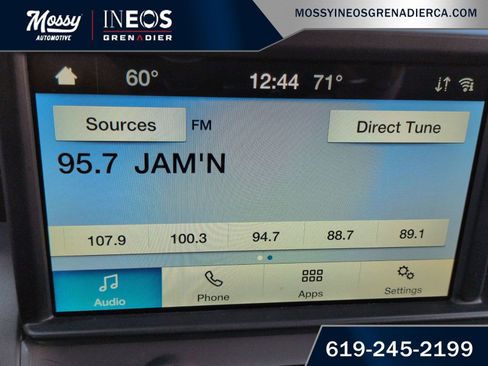 Mossy
AUTOMOTIVE
INEOS
GRENADIER
MOSSYINEOSGRENADIERCA.COM
60° 12:44 71°
Sources FM Direct Tune
95.7 JAM'N
107.9 100.3 94.7 88.7 89.1
Audio Phone Apps Settings
619-245-2199